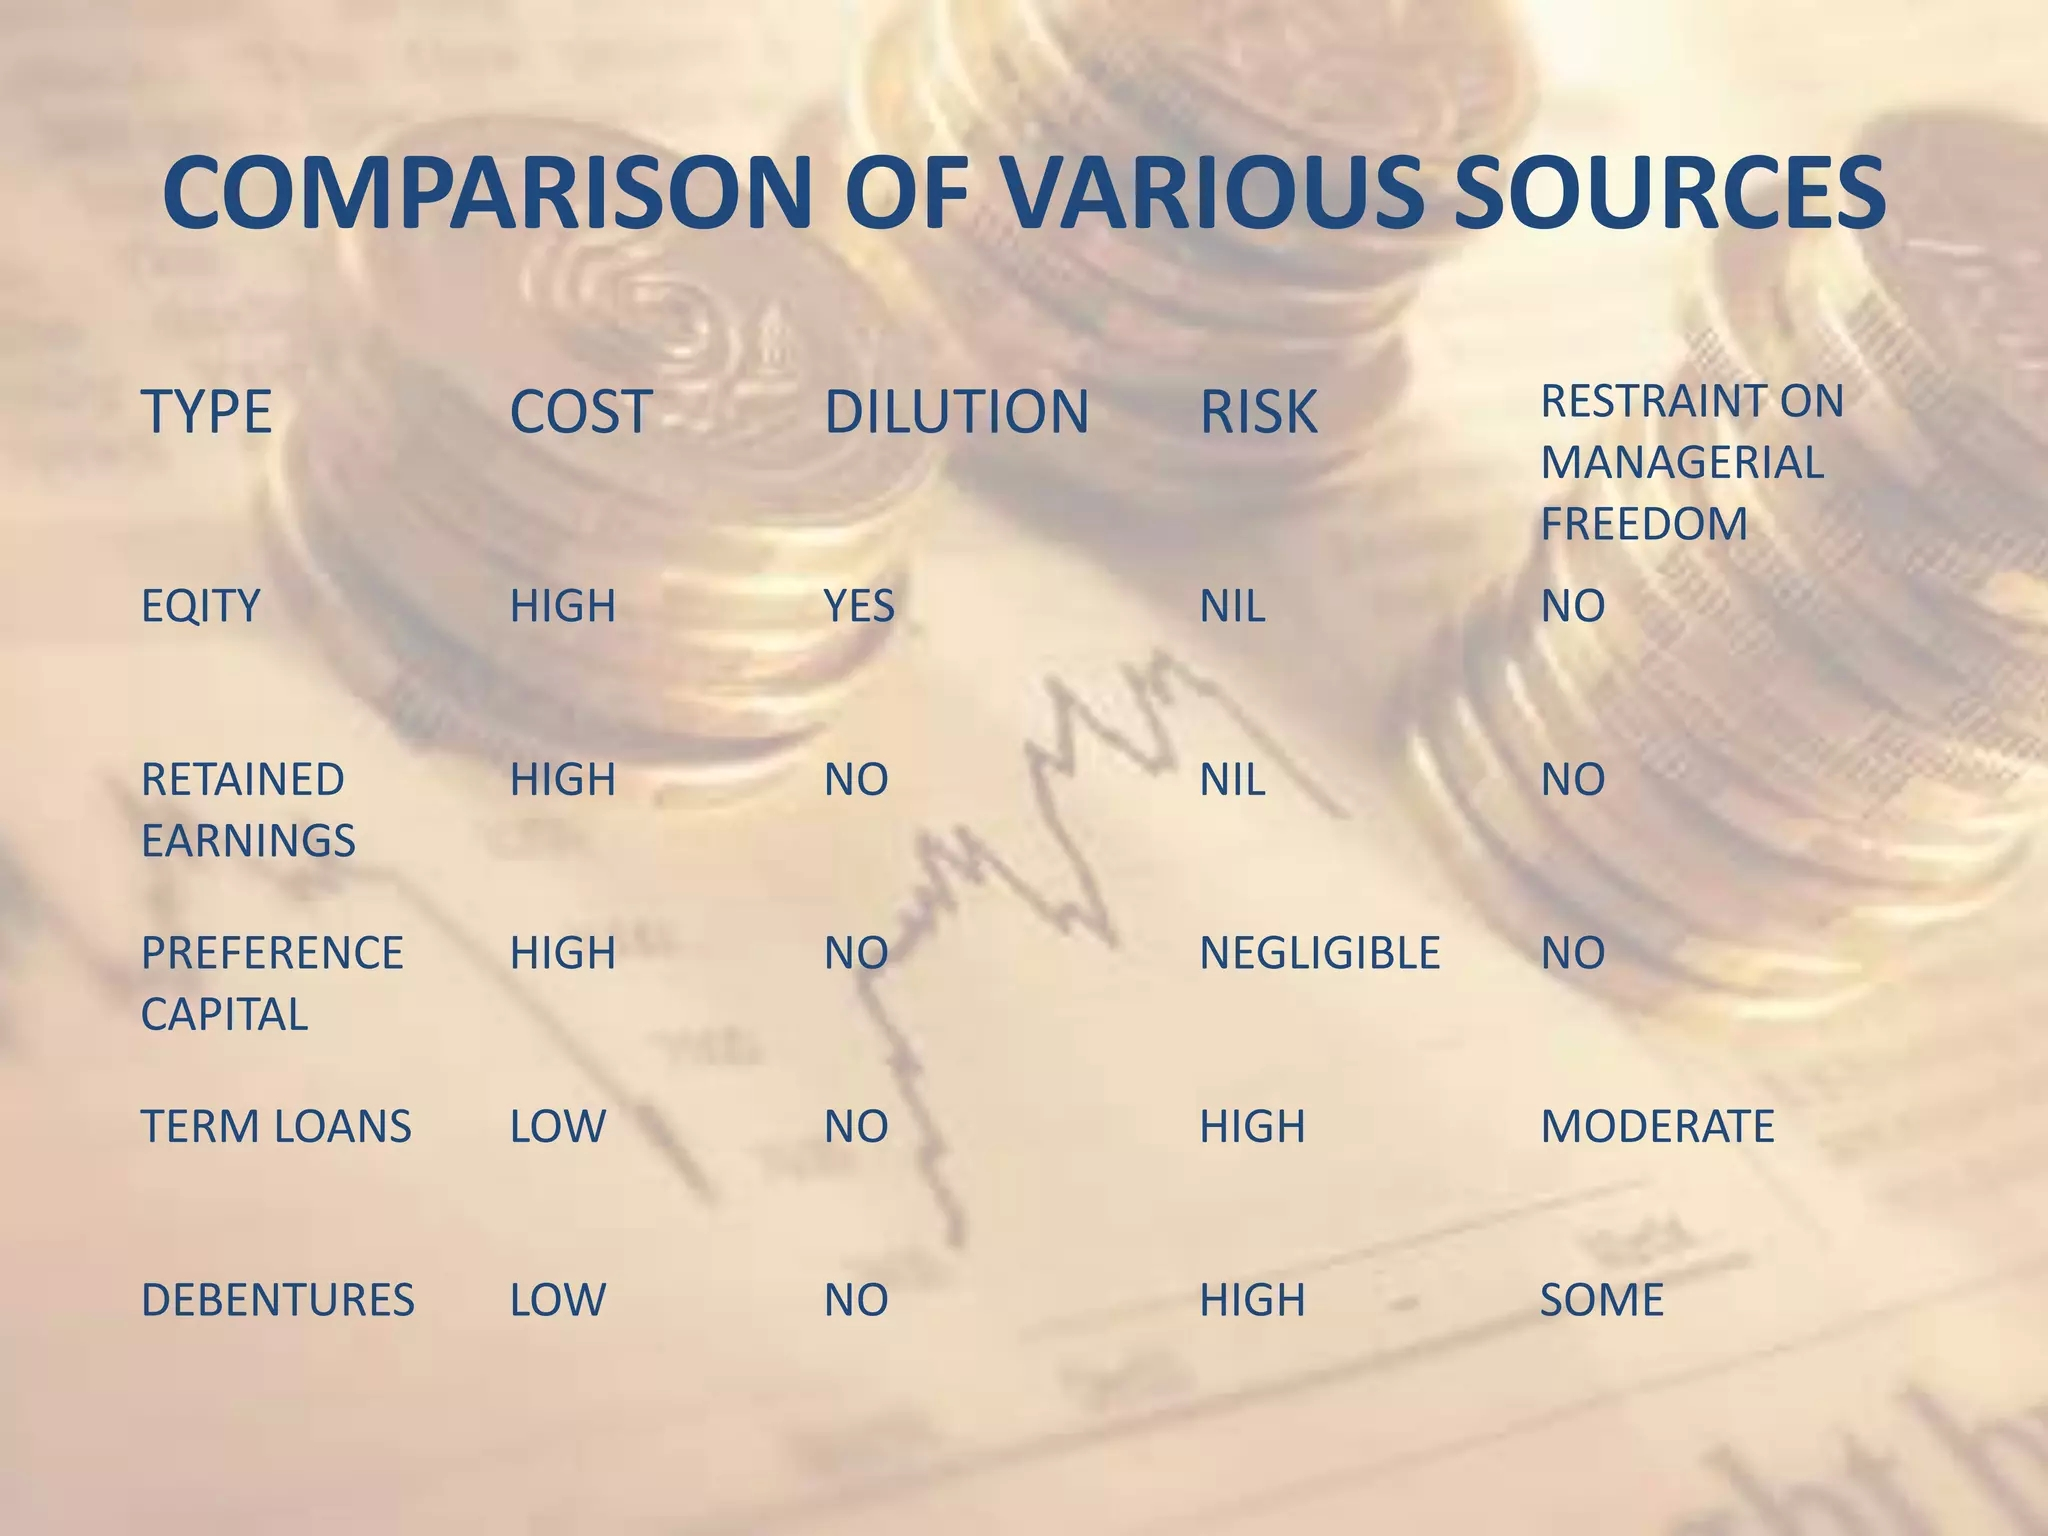 COMPARISON OF VARIOUS SOURCES
TYPE COST DILUTION RISK RESTRAINT ON
MANAGERIAL
FREEDOM
EQITY HIGH YES NIL NO
RETAINED HIGH NO NIL NO
EARNINGS
PREFERENCE HIGH NO NEGLIGIBLE NO
CAPITAL
TERM LOANS LOW NO HIGH MODERATE
DEBENTURES LOW NO HIGH SOME